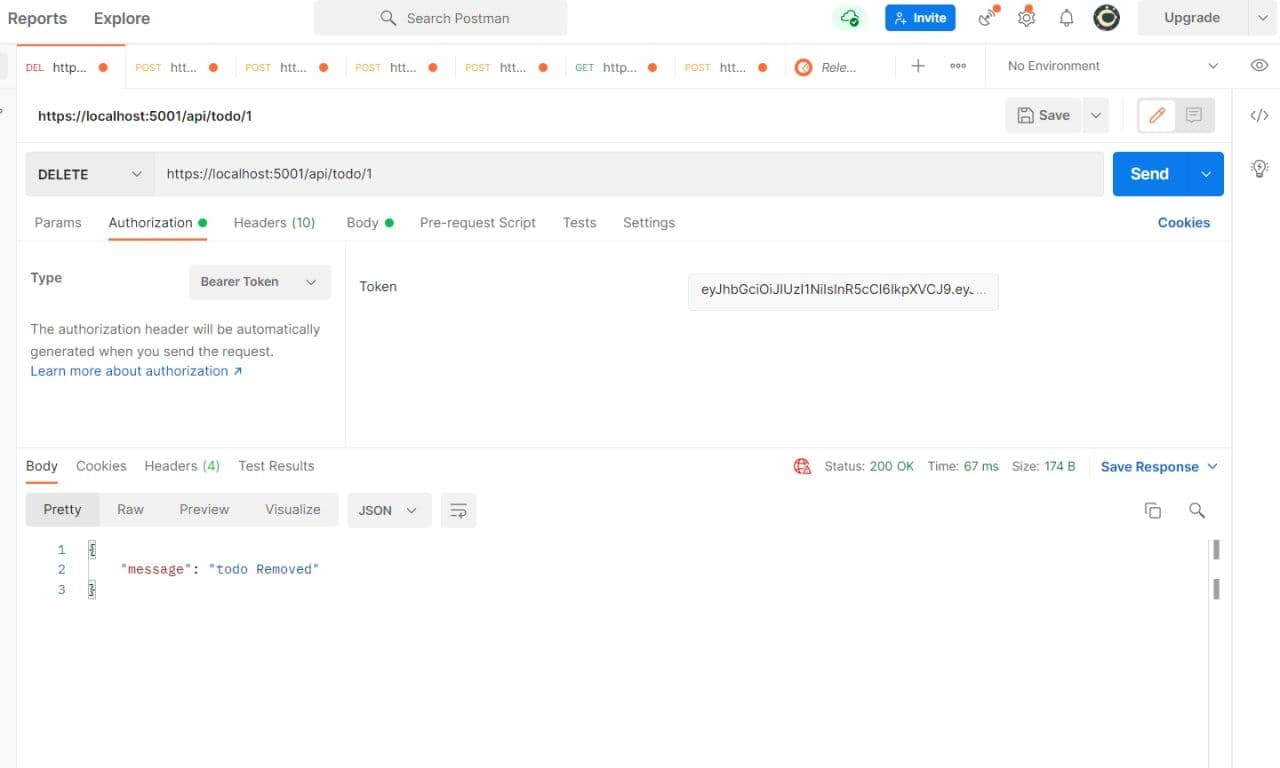 Reports Explore Search Postman Invite Upgrade
DEL http... POST htt... POST htt... POST htt... POST htt... GET http... POST htt... Rele... No Environment
https://localhost:5001/api/todo/1 Save
DELETE https://localhost:5001/api/todo/1 Send
Params Authorization Headers (10) Body Pre-request Script Tests Settings Cookies
Type Bearer Token Token eyJhbGciOiJIUzI1NiIsInR5cCI6IkpXVCJ9.ey...
The authorization header will be automatically
generated when you send the request.
Learn more about authorization ↗
Body Cookies Headers (4) Test Results Status: 200 OK Time: 67 ms Size: 174 B Save Response
Pretty Raw Preview Visualize JSON
1 {
2 "message": "todo Removed"
3 }